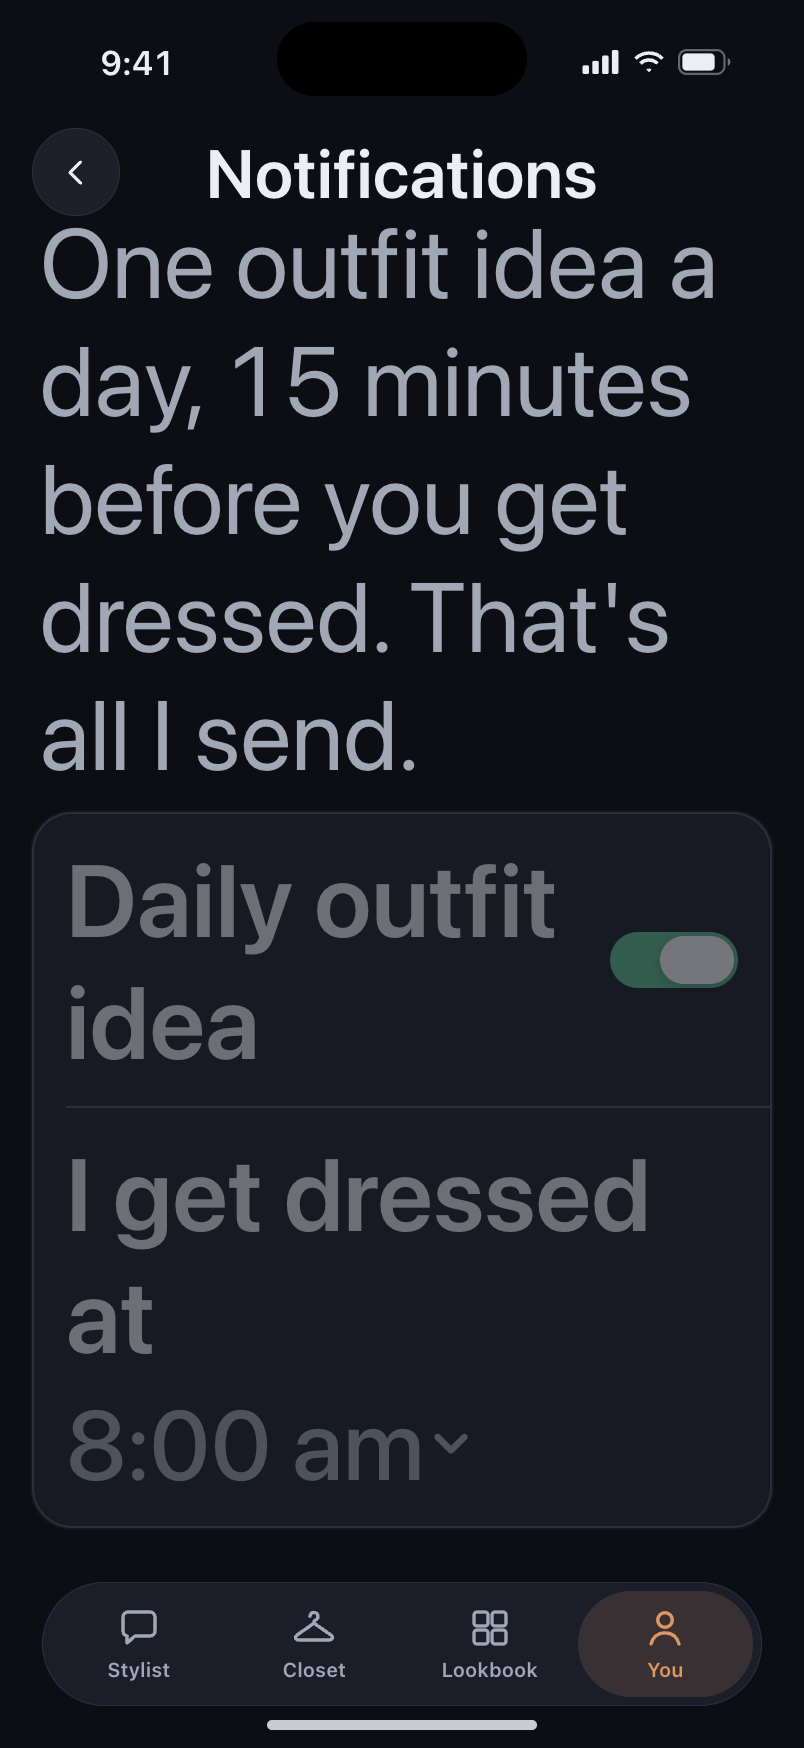 9:41
Notifications
One outfit idea a
day, 15 minutes
before you get
dressed. That's
all I send.
Daily outfit
idea
I get dressed
at
8:00 am
Stylist
Closet
Lookbook
You